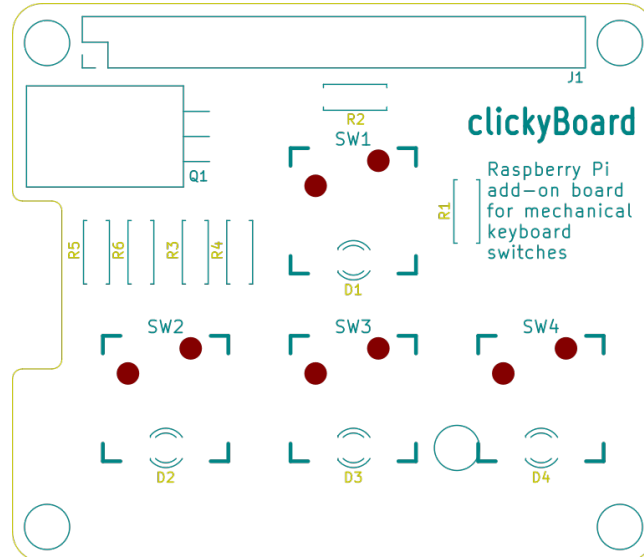 J1
R2
clickyBoard
SW1
Q1
Raspberry Pi
add-on board
for mechanical
keyboard
switches
R1
R5
R6
R3
R4
D1
SW2
SW3
SW4
D2
D3
D4